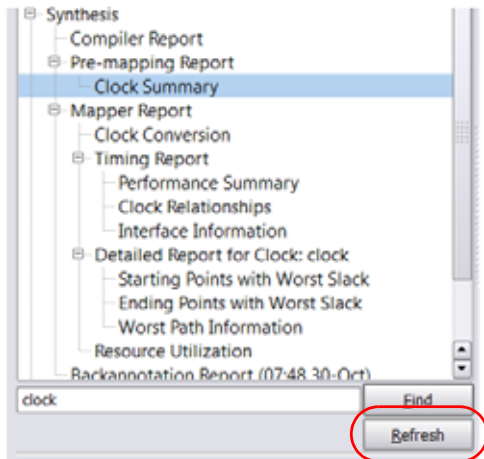 Synthesis
Compiler Report
Pre-mapping Report
Clock Summary
Mapper Report
Clock Conversion
Timing Report
Performance Summary
Clock Relationships
Interface Information
Detailed Report for Clock: clock
Starting Points with Worst Slack
Ending Points with Worst Slack
Worst Path Information
Resource Utilization
Backannotation Report (07:48 30-Oct)
clock
Find
Refresh